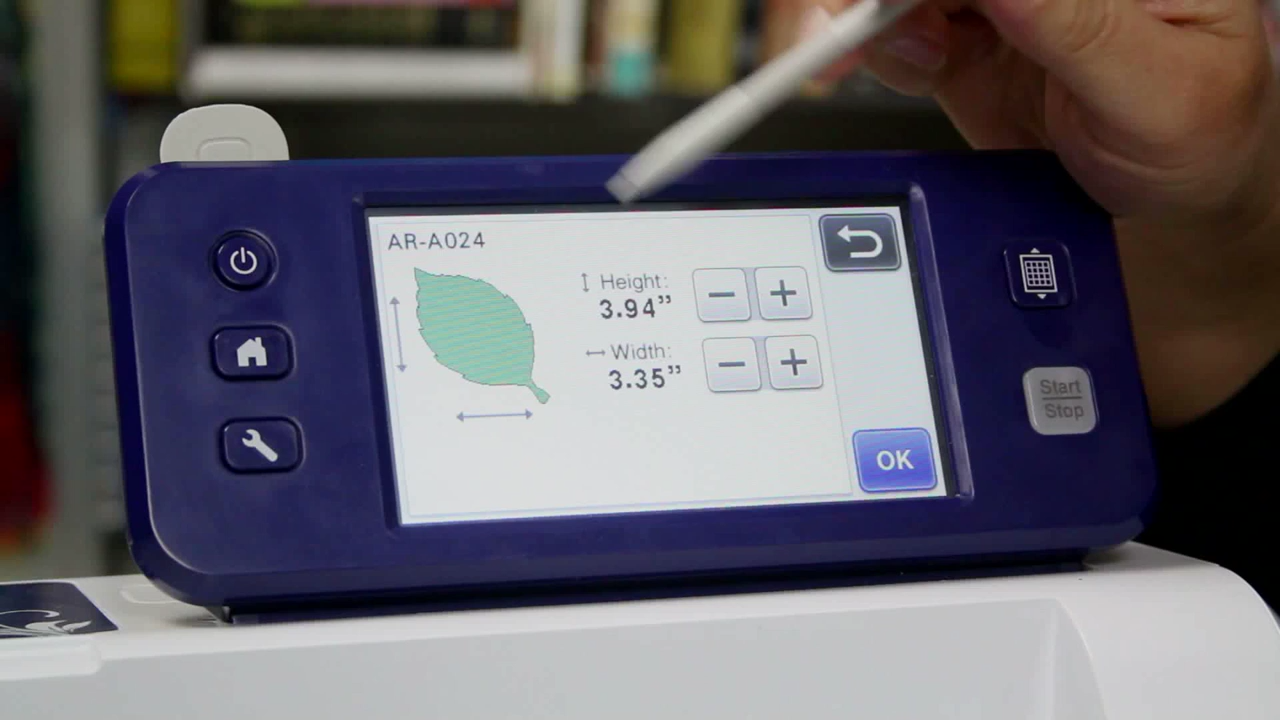 AR-A024
Height:
3.94”
Width:
3.35”
OK
Start
Stop